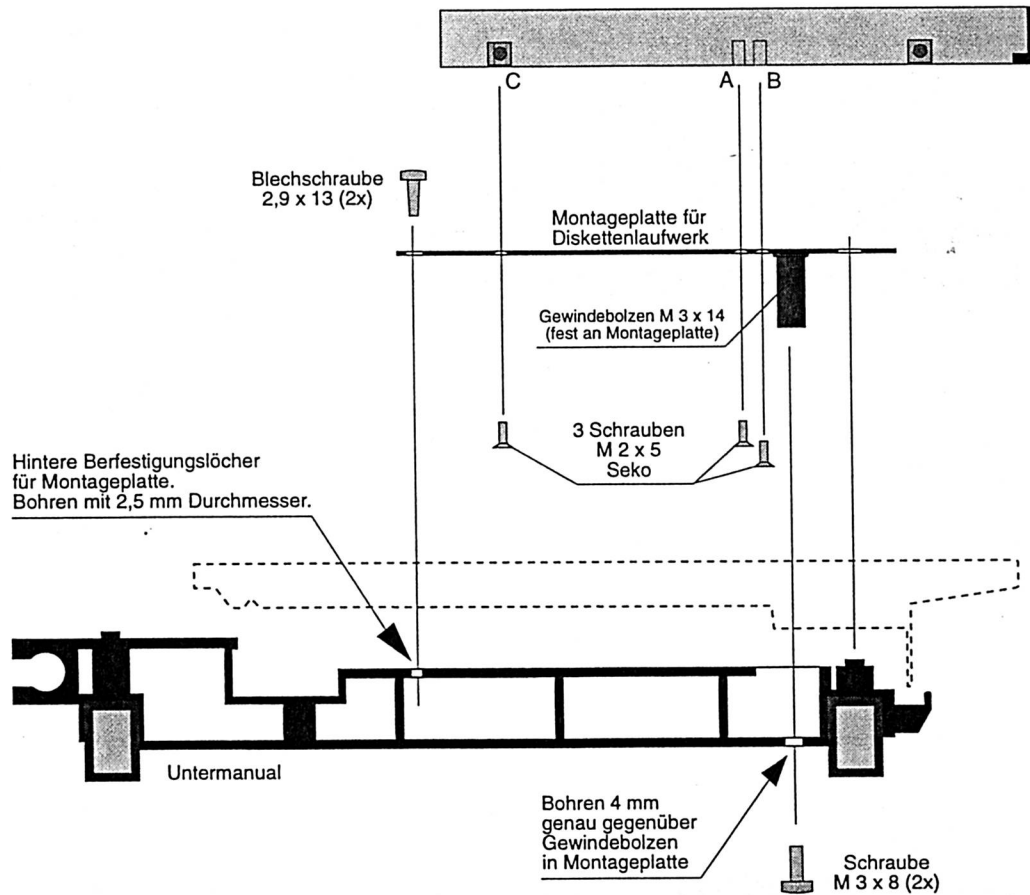 C
A
B
Blechschraube
2,9 x 13 (2x)
Montageplatte für
Diskettenlaufwerk
Gewindebolzen M 3 x 14
(fest an Montageplatte)
3 Schrauben
M 2 x 5
Seko
Hintere Berfestigungslöcher
für Montageplatte.
Bohren mit 2,5 mm Durchmesser.
Untermanual
Bohren 4 mm
genau gegenüber
Gewindebolzen
in Montageplatte
Schraube
M 3 x 8 (2x)